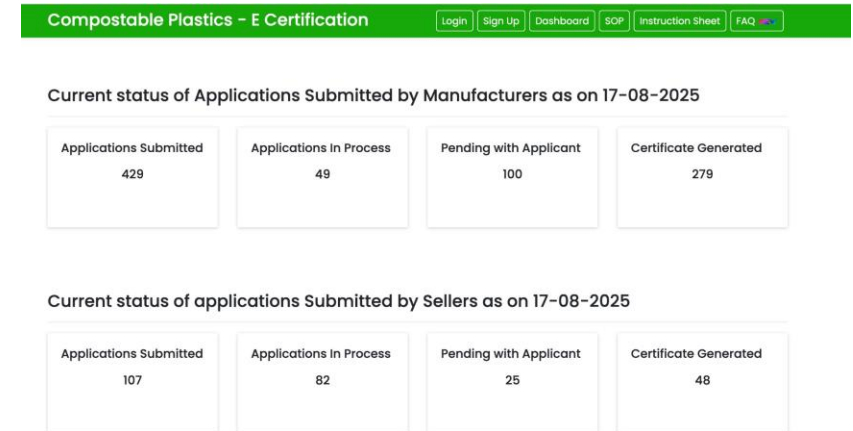 Compostable Plastics - E Certification Login Sign Up Dashboard SOP Instruction Sheet FAQ
Current status of Applications Submitted by Manufacturers as on 17-08-2025
Applications Submitted Applications In Process Pending with Applicant Certificate Generated
429 49 100 279
Current status of applications Submitted by Sellers as on 17-08-2025
Applications Submitted Applications In Process Pending with Applicant Certificate Generated
107 82 25 48